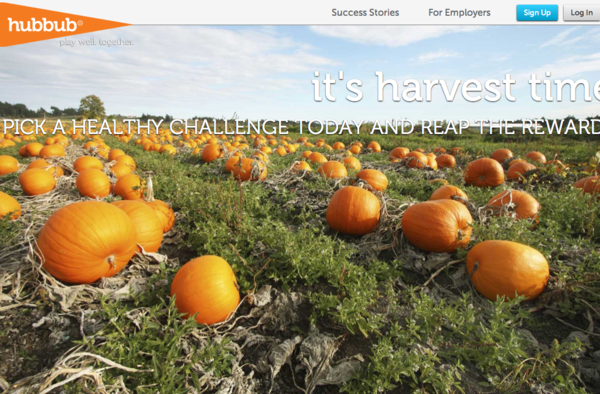 hubbub®
play well. together.
Success Stories
For Employers
Sign Up
Log In
it's harvest time
PICK A HEALTHY CHALLENGE TODAY AND REAP THE REWARD